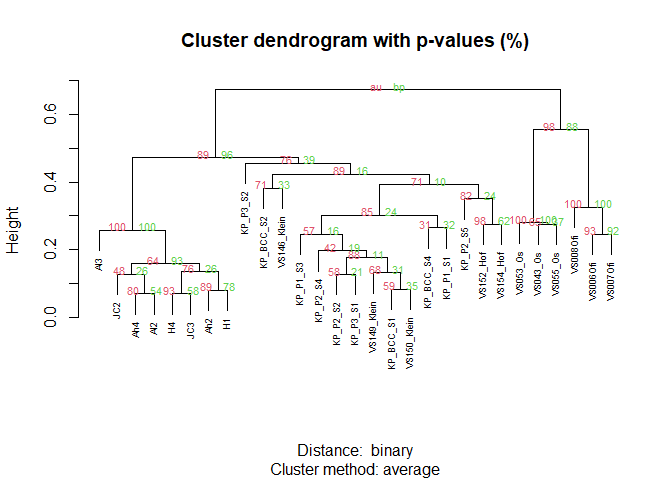 Cluster dendrogram with p-values (%)
au bp
98 88
89 96
76 39
89 16
71 10
71 33
82 24
100 100
100 100
85 24
98 62
31 32
93 92
57 16
64 93
42 19
88 11
76 26
48 26
58 21
68 31
80 54
93 58
89 78
59 35
Height
0.0
0.2
0.4
0.6
Al3
JC2
Ah4
Al2
H4
JC3
Ah2
H1
KP_P3_S2
KP_BCC_S2
VS146_Klein
KP_P1_S3
KP_P2_S4
KP_P2_S2
KP_P3_S1
VS149_Klein
KP_BCC_S1
VS150_Klein
KP_BCC_S4
KP_P1_S1
KP_P2_S5
VS152_Hof
VS154_Hof
VS053_Os
VS043_Os
VS055_Os
VS008Ofi
VS006Ofi
VS007Ofi
Distance: binary
Cluster method: average